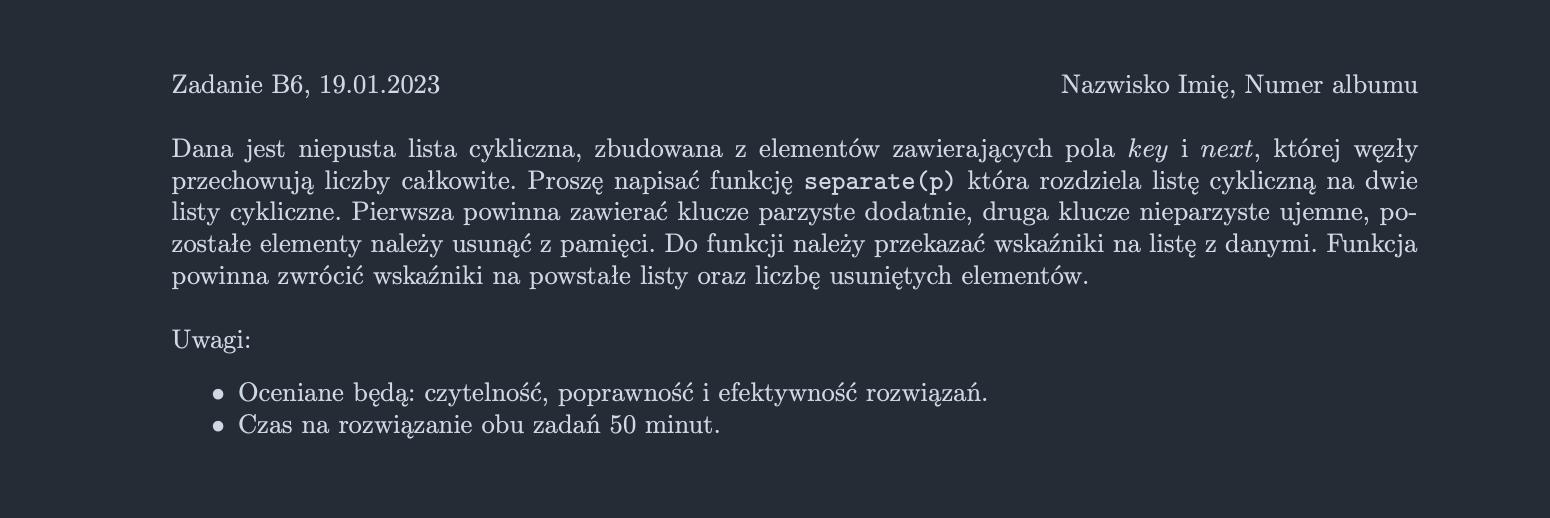 Zadanie B6, 19.01.2023 Nazwisko Imię, Numer albumu
Dana jest niepusta lista cykliczna, zbudowana z elementów zawierających pola key i next, której węzły
przechowują liczby całkowite. Proszę napisać funkcję separate(p) która rozdziela listę cykliczną na dwie
listy cykliczne. Pierwsza powinna zawierać klucze parzyste dodatnie, druga klucze nieparzyste ujemne, po-
zostałe elementy należy usunąć z pamięci. Do funkcji należy przekazać wskaźniki na listę z danymi. Funkcja
powinna zwrócić wskaźniki na powstałe listy oraz liczbę usuniętych elementów.
Uwagi:
• Oceniane będą: czytelność, poprawność i efektywność rozwiązań.
• Czas na rozwiązanie obu zadań 50 minut.